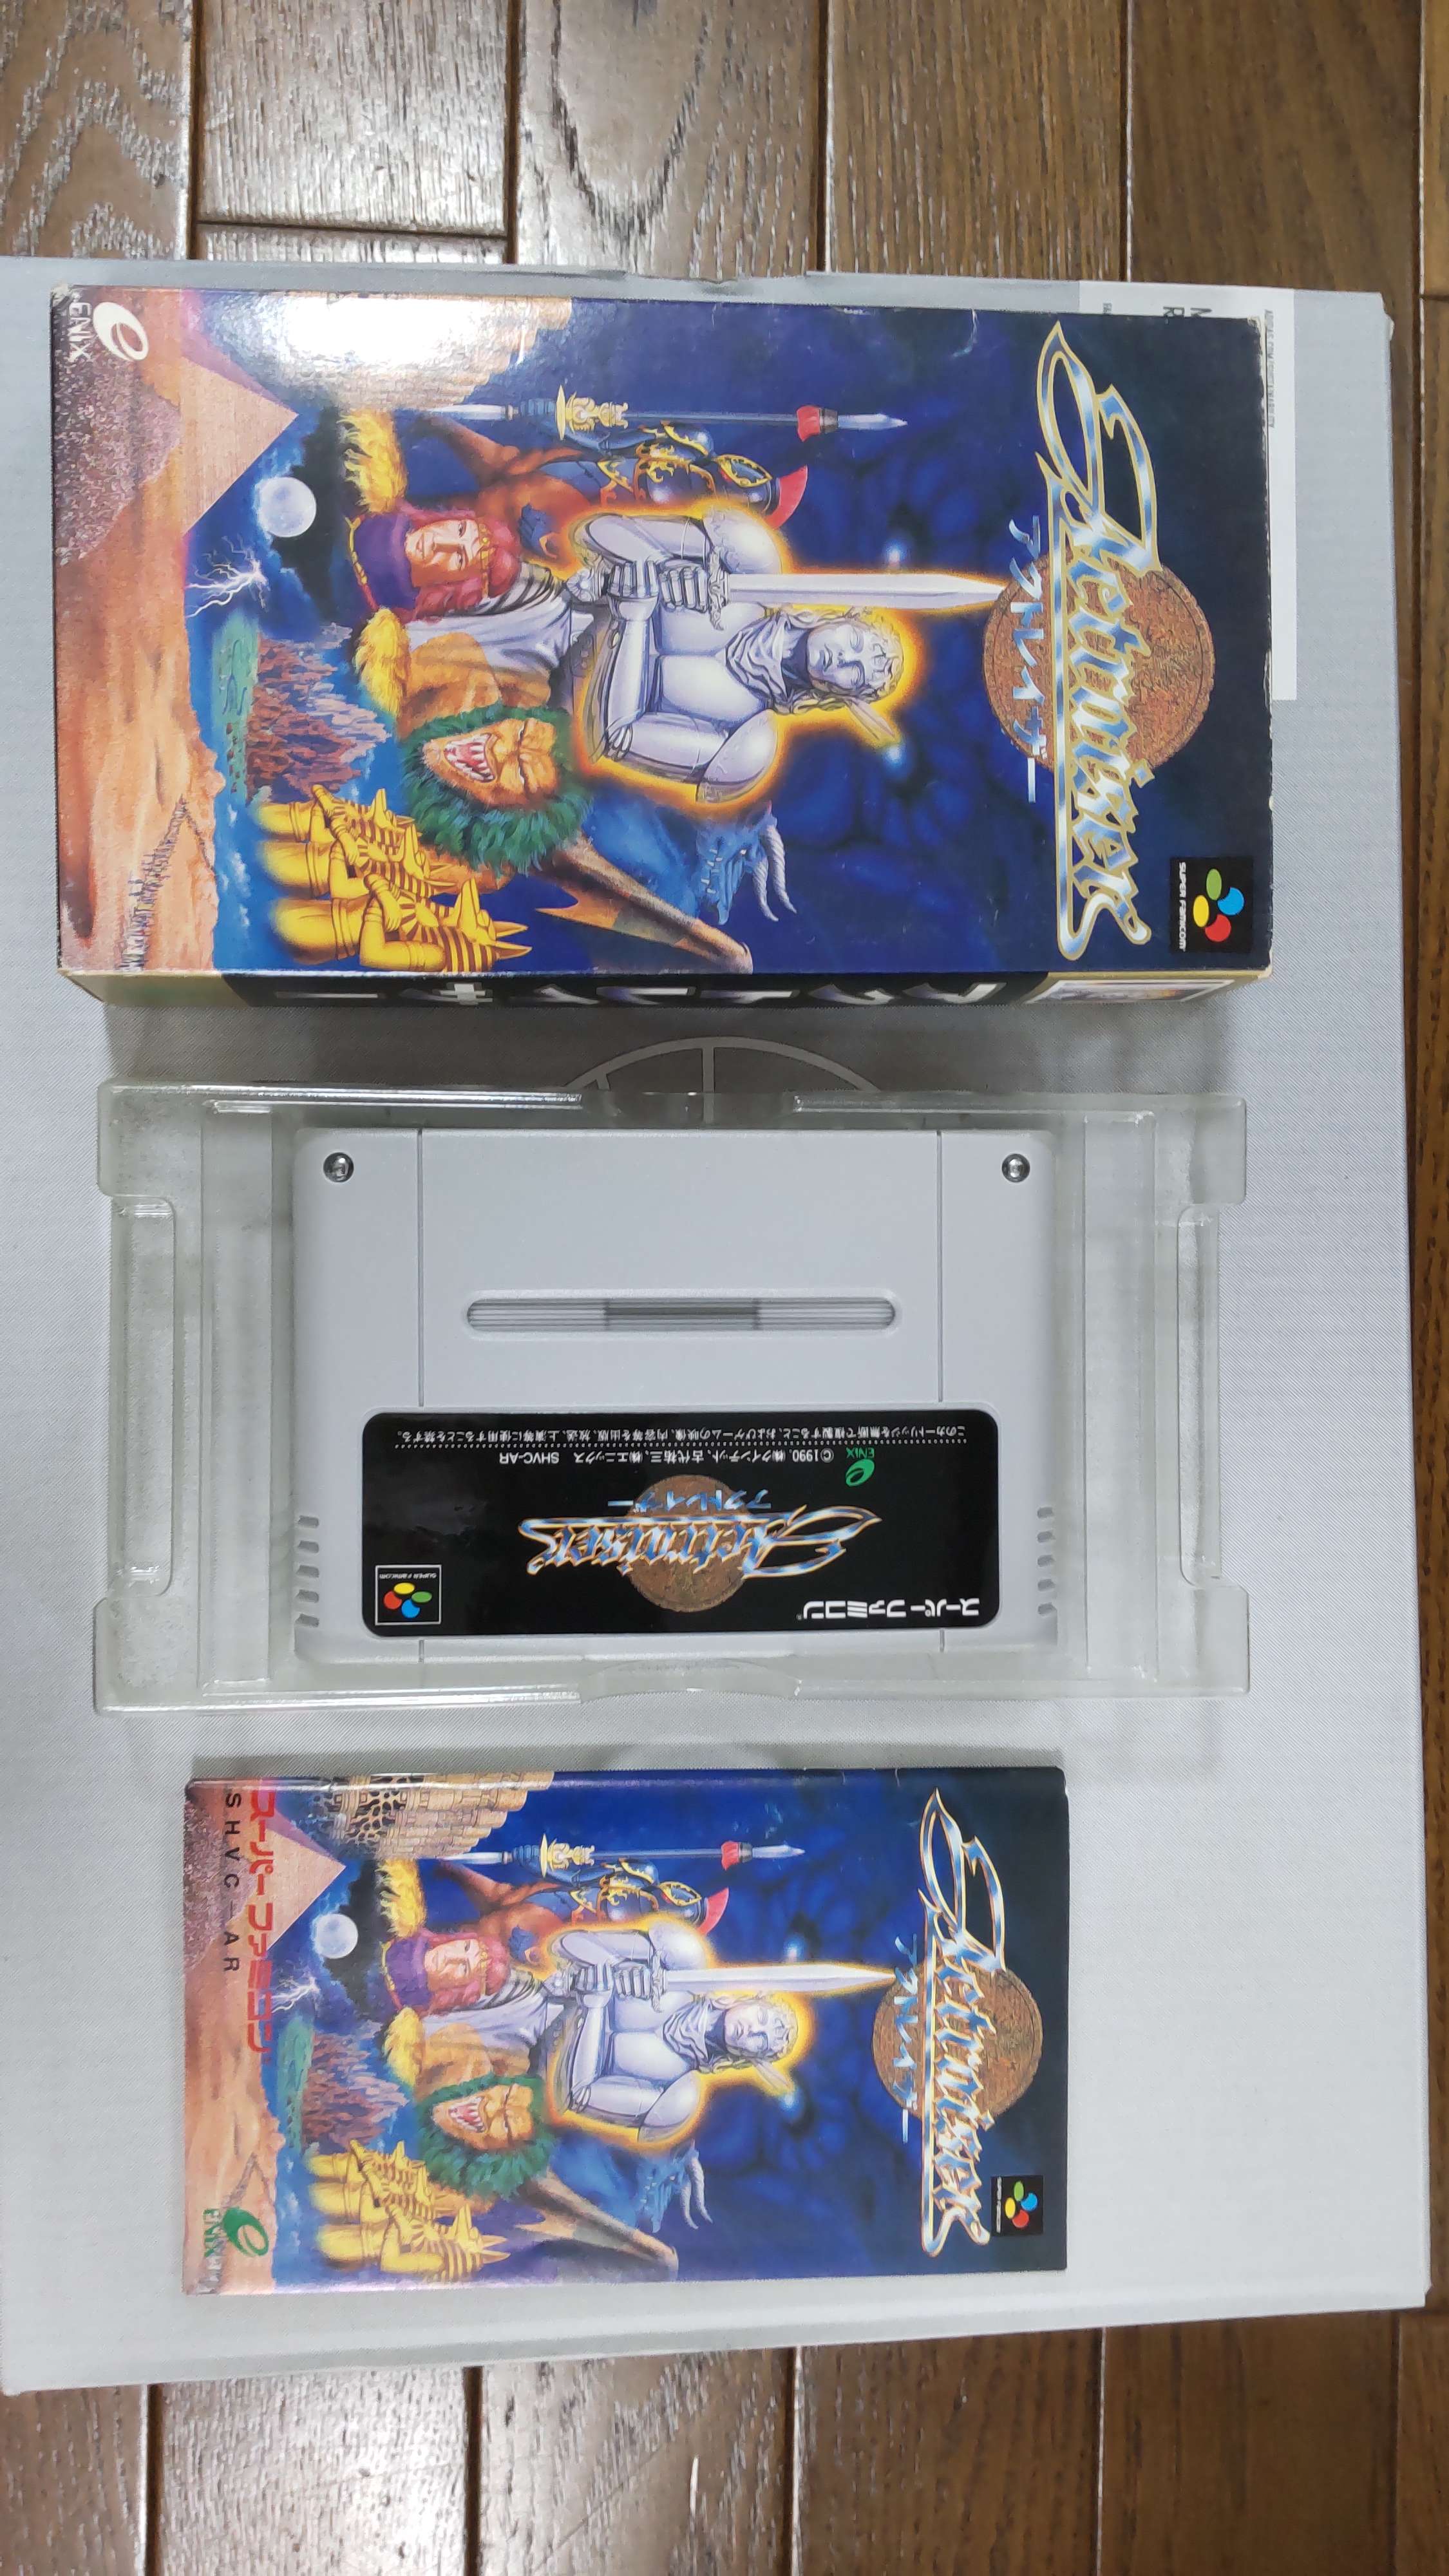 Actraiser
アクトレイザー
SUPER FAMICOM
ENIX
アクトレイザー
スーパーファミコン
Actraiser
アクトレイザー
SUPER FAMICOM
ENIX
©1990, ㈱クインテット、古代祐三、㈱エニックス SHVC-AR
このカートリッジを無断で複製すること、およびゲームの映像、内容等を出版、放送、上演等に使用することを禁ずる。
Actraiser
アクトレイザー
SUPER FAMICOM
スーパーファミコン
SHVC-AR
ENIX